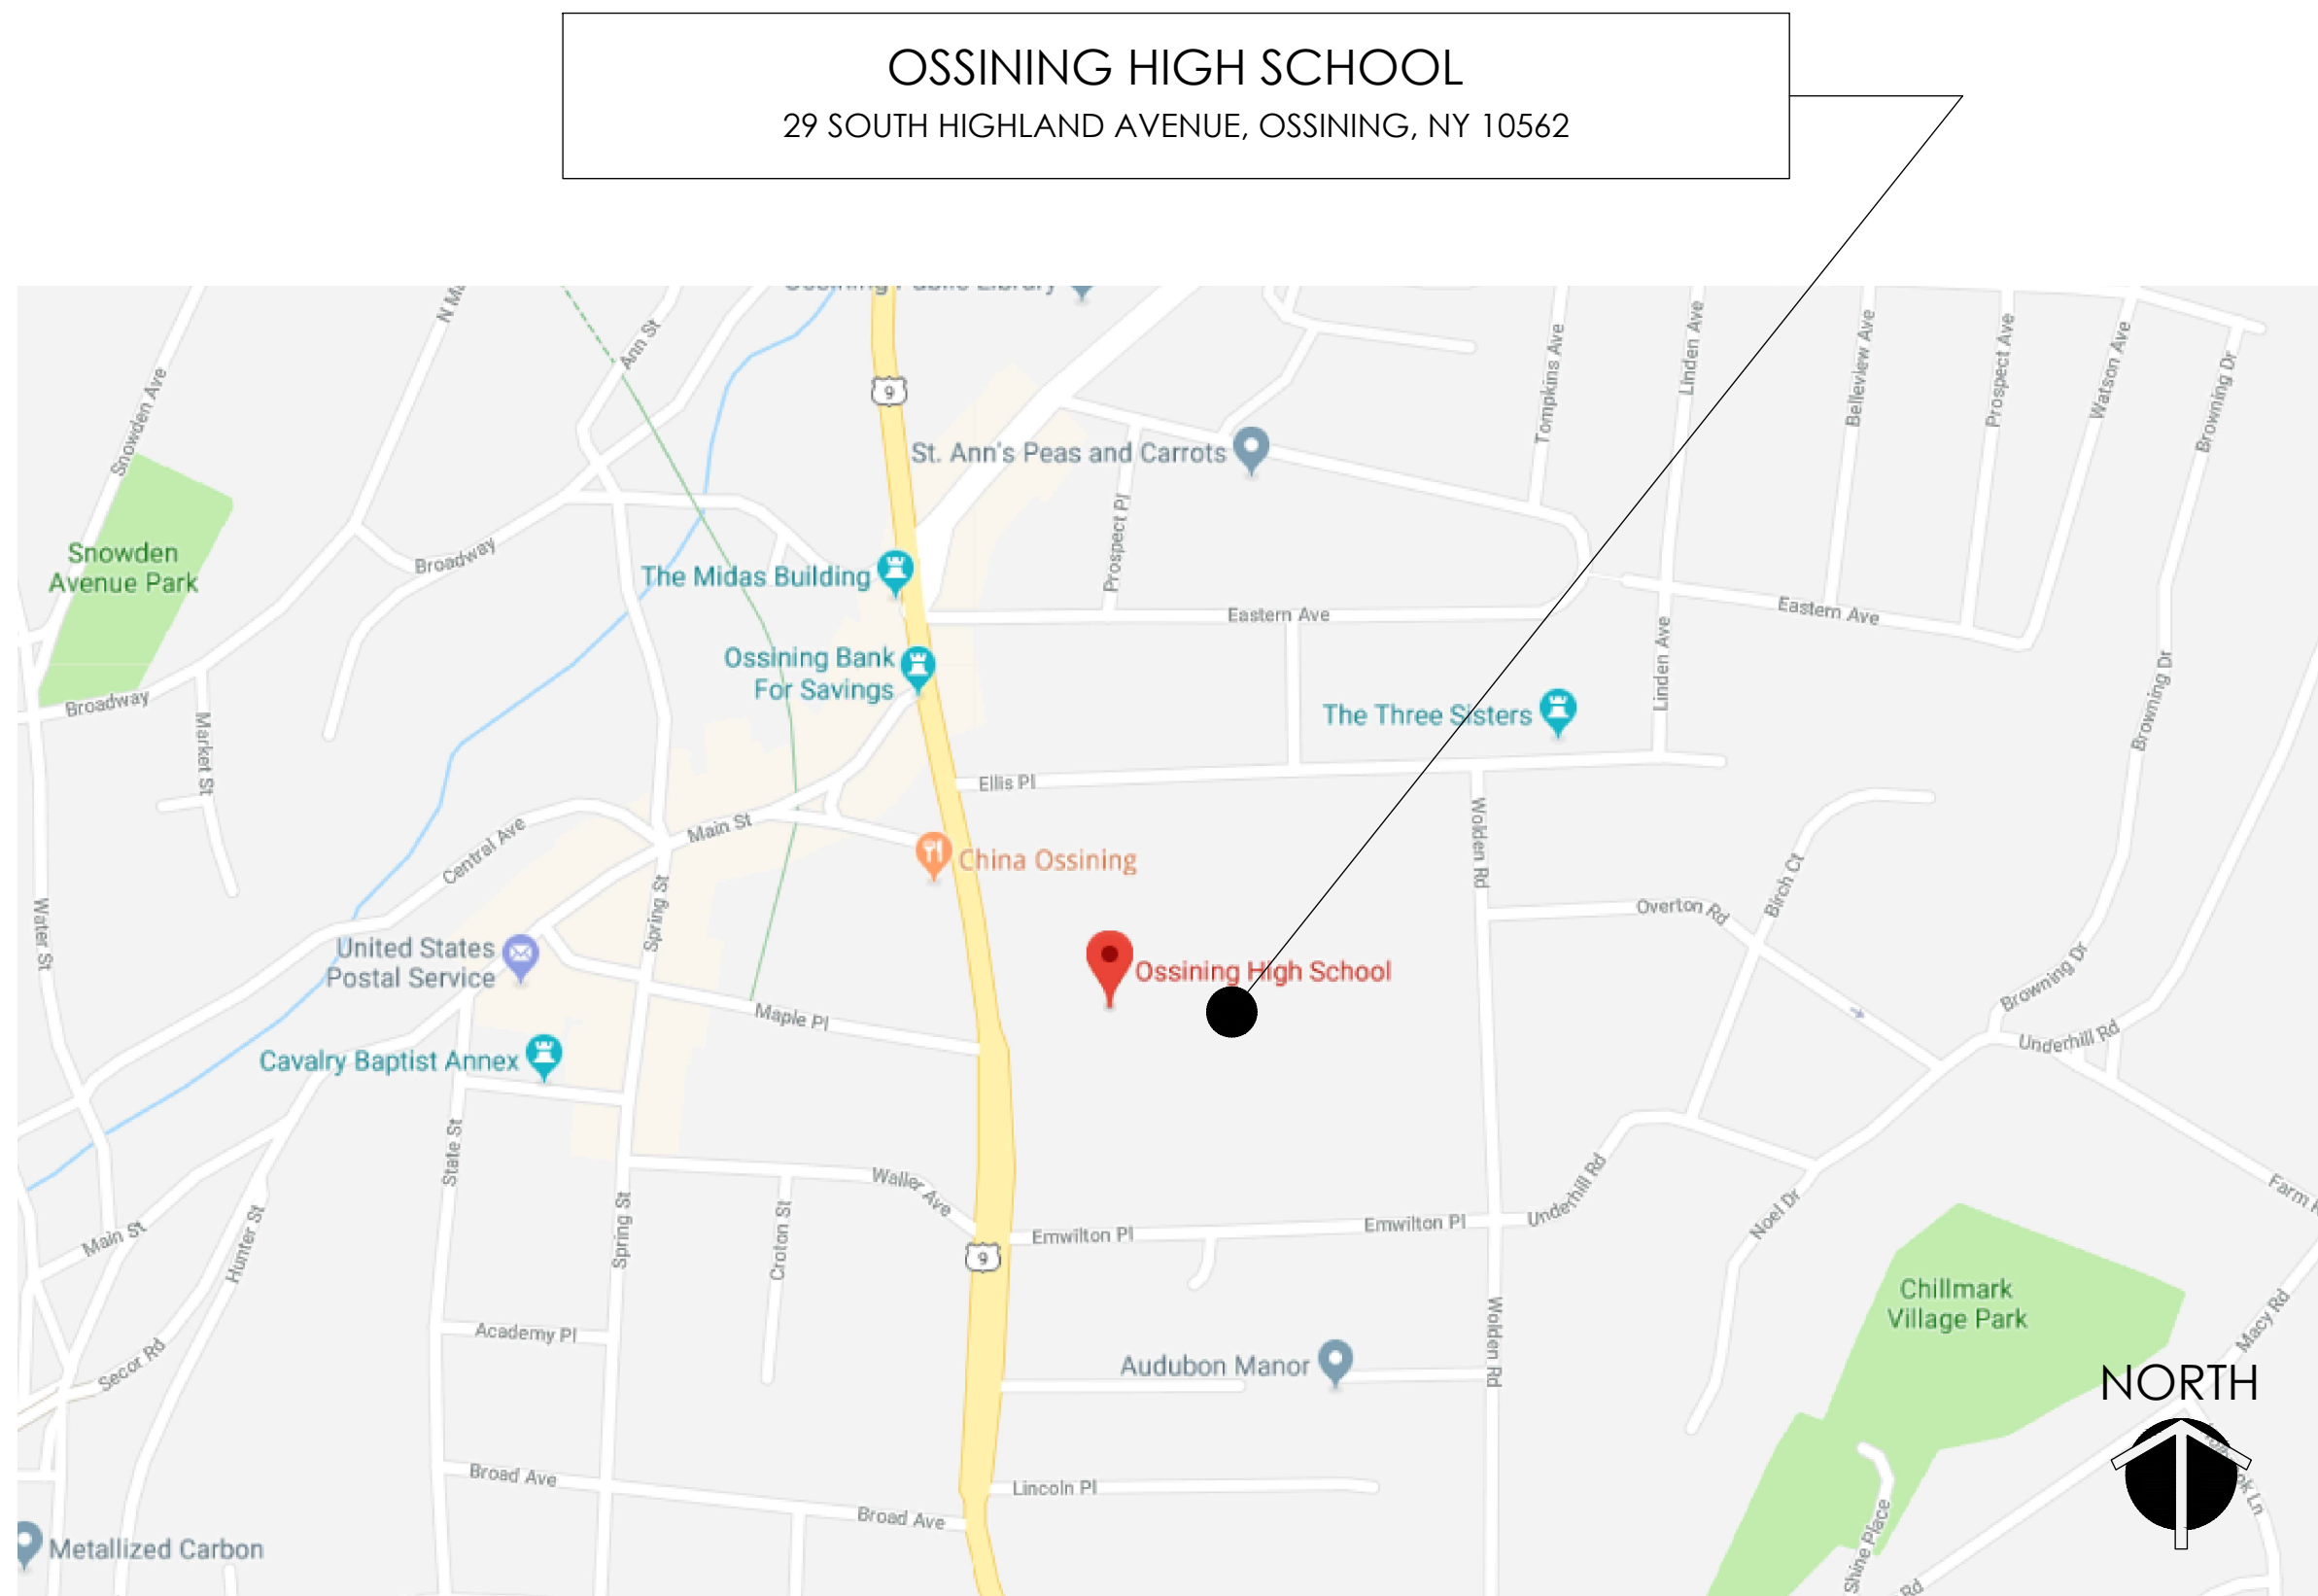 OSSINING HIGH SCHOOL
29 SOUTH HIGHLAND AVENUE, OSSINING, NY 10562
Ossining Public Library
Ann St
9
Snowden Ave
Tompkins Ave
Linden Ave
Belleview Ave
Prospect Ave
Watson Ave
Browning Dr
St. Ann's Peas and Carrots
Prospect Pl
Snowden
Avenue Park
Broadway
The Midas Building
Eastern Ave
Eastern Ave
Linden Ave
Ossining Bank
For Savings
Broadway
Market St
The Three Sisters
Browning Dr
Ellis Pl
Main St
Central Ave
China Ossining
Wolden Rd
Birch Ct
Overton Rd
Water St
Spring St
United States
Postal Service
Ossining High School
Browning Dr
Maple Pl
Underhill Rd
Cavalry Baptist Annex
State St
Waller Ave
Underhill Rd
Farm
Main St
Hunter St
Spring St
Croton St
Emwilton Pl
Emwilton Pl
Noel Dr
9
Chillmark
Village Park
Macy Rd
Academy Pl
Secor Rd
Audubon Manor
Wolden Rd
NORTH
Broad Ave
Lincoln Pl
Broad Ave
Shine Place
Ln
Metallized Carbon
Rd